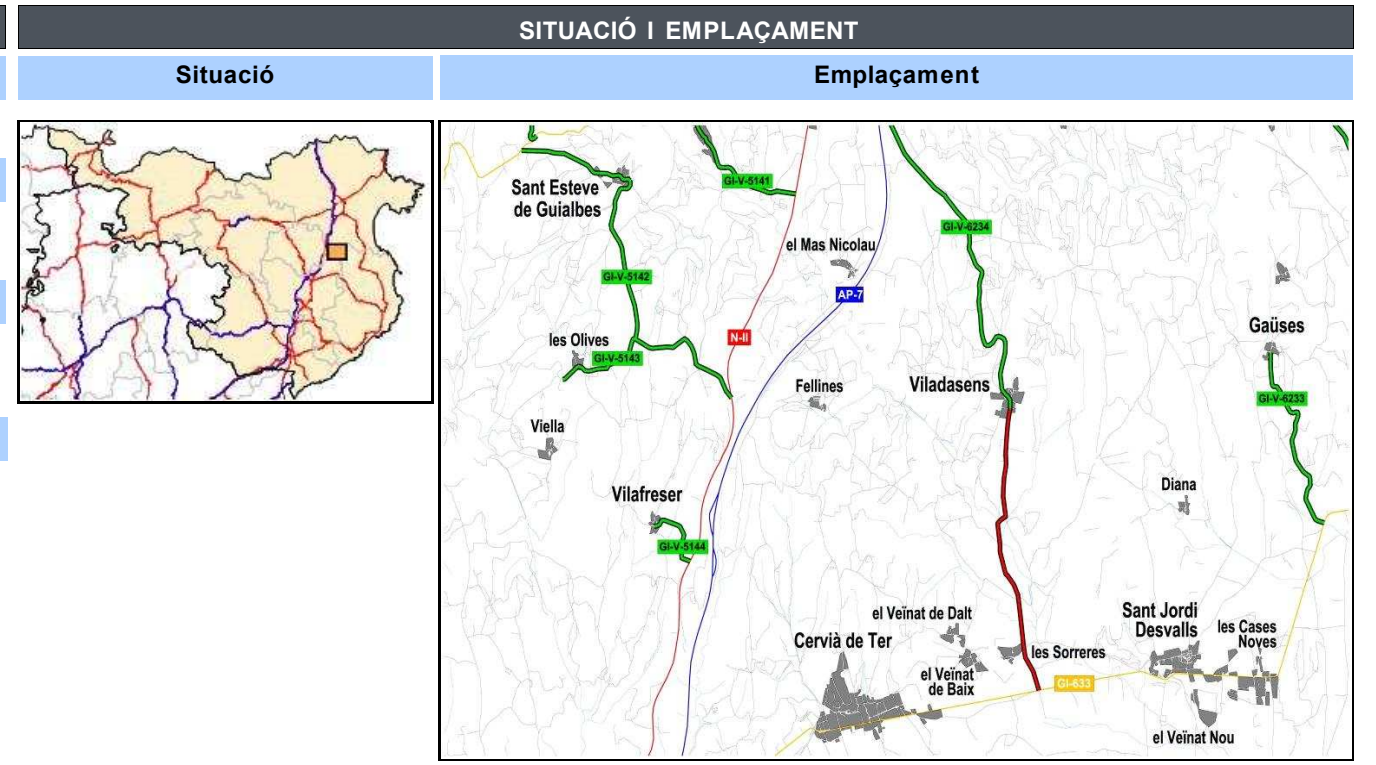 SITUACIÓ I EMPLAÇAMENT
Situació
Emplaçament
Sant Esteve
de Guialbes
GI-V-5141
GI-V-6234
el Mas Nicolau
GI-V-5142
AP-7
Gaüses
N-II
les Olives
GI-V-5143
Fellines
Viladasens
GI-V-6233
Viella
Diana
Vilafreser
GI-V-5144
el Veïnat de Dalt
Sant Jordi
Desvalls
les Cases
Noves
Cervià de Ter
les Sorreres
el Veïnat
de Baix
GI-633
el Veïnat Nou